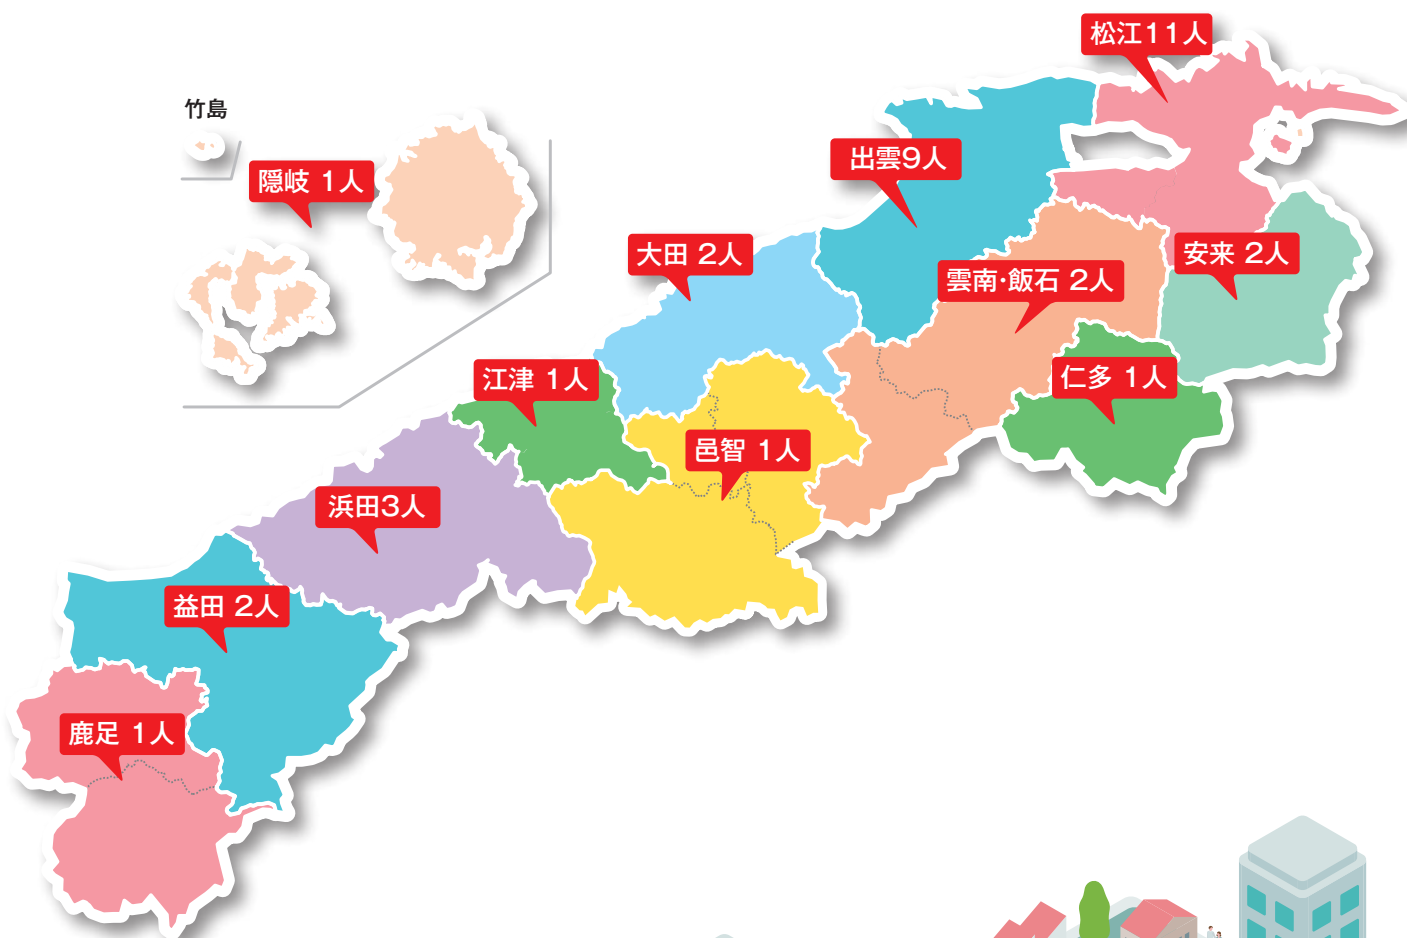 松江11人
竹島
出雲9人
隠岐 1人
大田 2人
安来 2人
雲南･飯石 2人
江津 1人
仁多 1人
邑智 1人
浜田3人
益田 2人
鹿足 1人